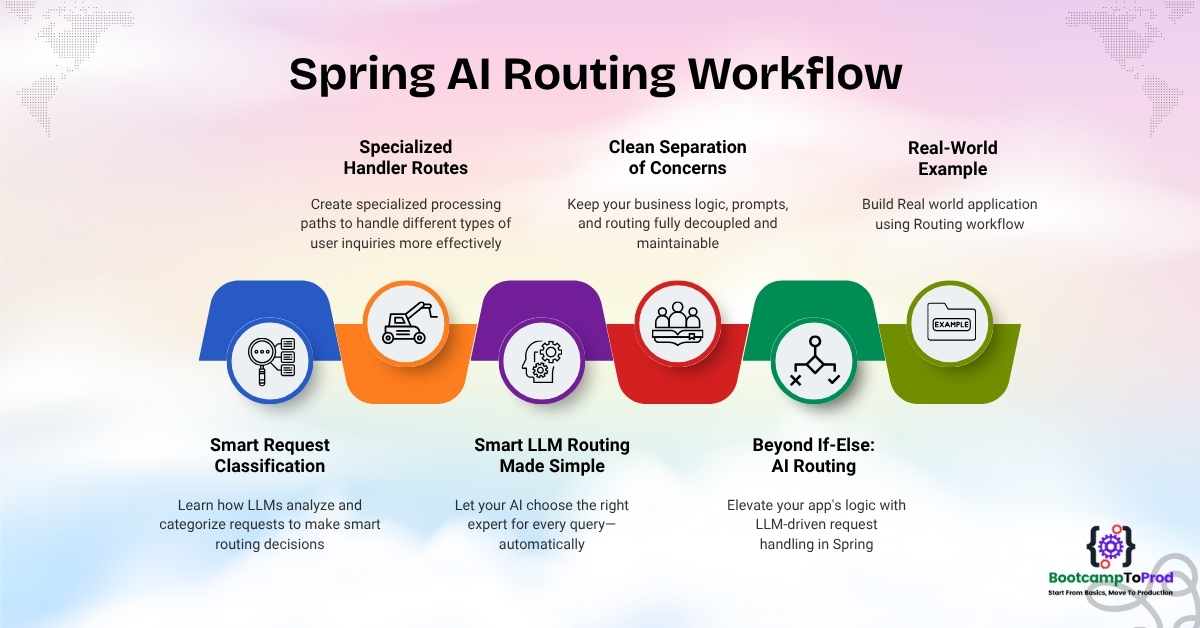 Spring AI Routing Workflow
Specialized
Handler Routes
Create specialized processing
paths to handle different types of
user inquiries more effectively
Clean Separation
of Concerns
Keep your business logic, prompts,
and routing fully decoupled and
maintainable
Real-World
Example
Build Real world application
using Routing workflow
EXAMPLE
Smart Request
Classification
Learn how LLMs analyze and
categorize requests to make smart
routing decisions
Smart LLM Routing
Made Simple
Let your AI choose the right
expert for every query—
automatically
Beyond If-Else:
AI Routing
Elevate your app's logic with
LLM-driven request
handling in Spring
BootcampToProd
Start From Basics, Move To Production